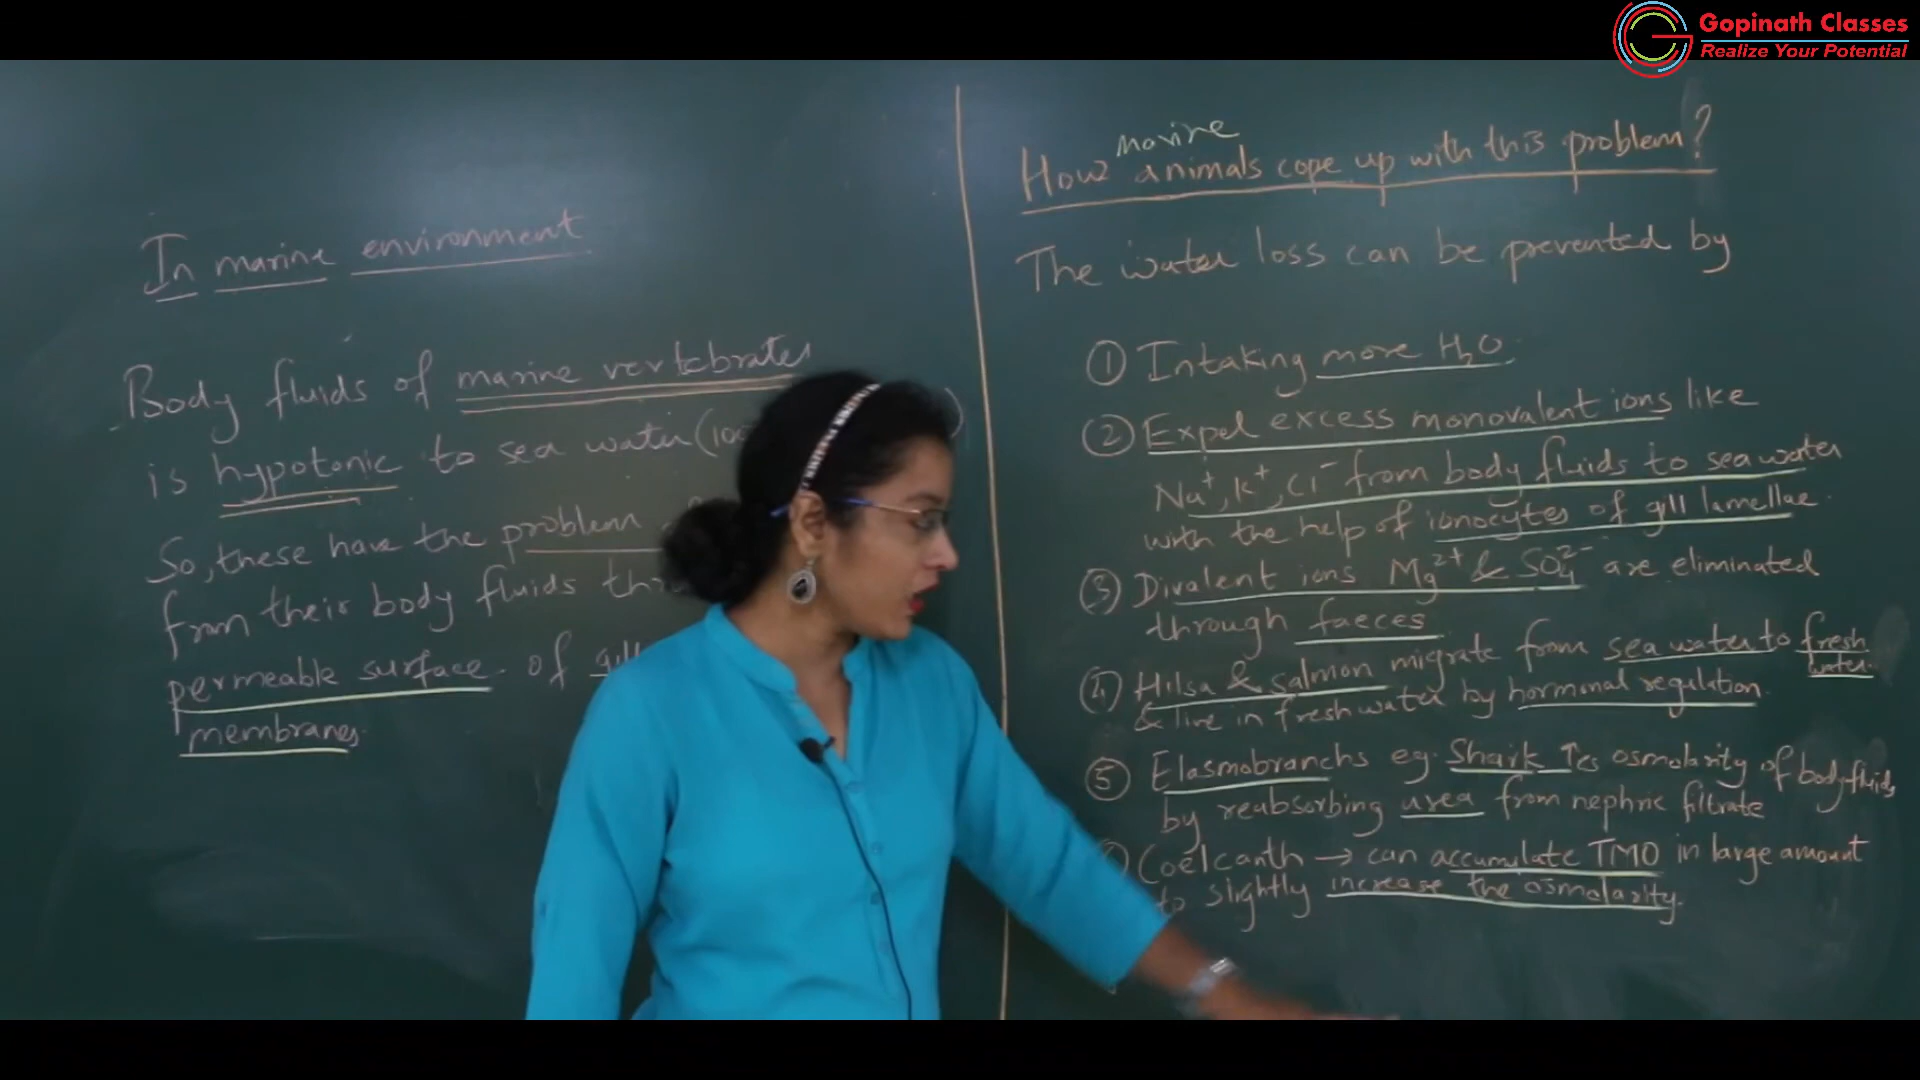 Gopinath Classes
Realize Your Potential
In marine environment
Body fluids of marine vertebrates
is hypotonic to sea water (100
So, these have the problem
from their body fluids th
permeable surface of gill
membranes.
How marine animals cope up with this problem?
The water loss can be prevented by
① Intaking more H₂O.
② Expel excess monovalent ions like
Na⁺, K⁺, Cl⁻ from body fluids to sea water
with the help of ionocytes of gill lamellae.
③ Divalent ions Mg²⁺ & SO₄²⁻ are eliminated
through faeces
④ Hilsa & salmon migrate from sea water to fresh water.
& live in fresh water by hormonal regulation.
⑤ Elasmobranchs eg. Shark ↑es osmolarity of body fluids
by reabsorbing urea from nephric filtrate
Coelcanth → can accumulate TMO in large amount
to slightly increase the osmolarity.